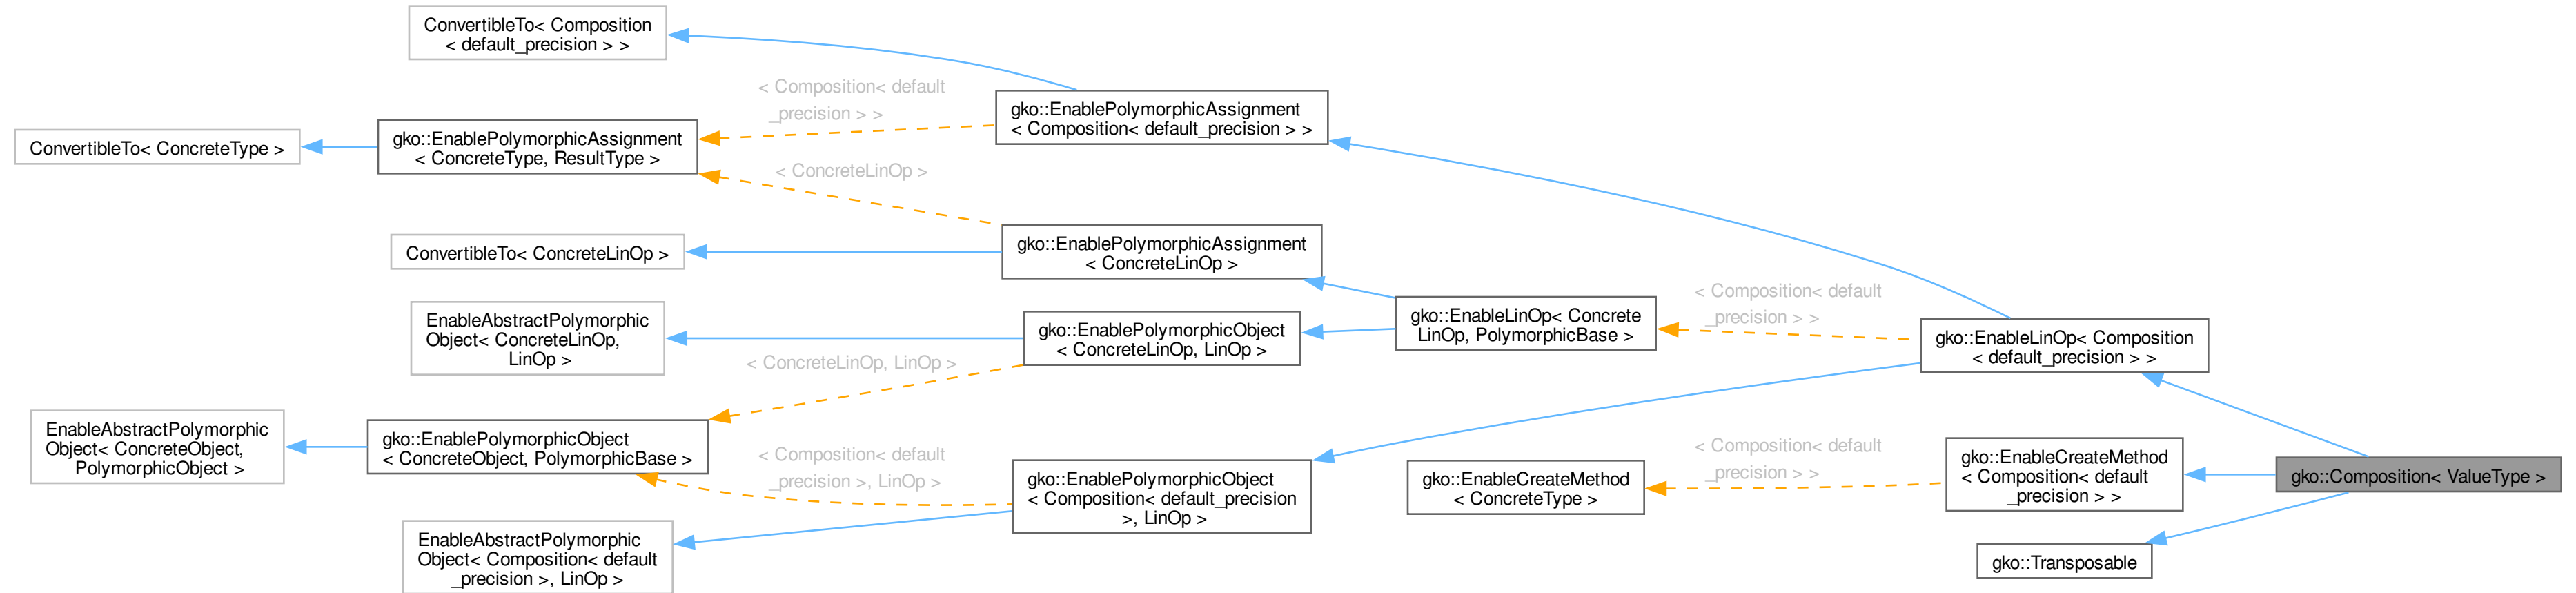 ConvertibleTo< Composition
< default_precision > >
< Composition< default
_precision > >
gko::EnablePolymorphicAssignment
< Composition< default_precision > >
ConvertibleTo< ConcreteType >
gko::EnablePolymorphicAssignment
< ConcreteType, ResultType >
< ConcreteLinOp >
ConvertibleTo< ConcreteLinOp >
gko::EnablePolymorphicAssignment
< ConcreteLinOp >
EnableAbstractPolymorphic
Object< ConcreteLinOp,
LinOp >
gko::EnablePolymorphicObject
< ConcreteLinOp, LinOp >
gko::EnableLinOp< Concrete
LinOp, PolymorphicBase >
< Composition< default
_precision > >
gko::EnableLinOp< Composition
< default_precision > >
< ConcreteLinOp, LinOp >
EnableAbstractPolymorphic
Object< ConcreteObject,
PolymorphicObject >
gko::EnablePolymorphicObject
< ConcreteObject, PolymorphicBase >
< Composition< default
_precision >, LinOp >
gko::EnablePolymorphicObject
< Composition< default_precision
>, LinOp >
gko::EnableCreateMethod
< ConcreteType >
< Composition< default
_precision > >
gko::EnableCreateMethod
< Composition< default
_precision > >
gko::Composition< ValueType >
EnableAbstractPolymorphic
Object< Composition< default
_precision >, LinOp >
gko::Transposable